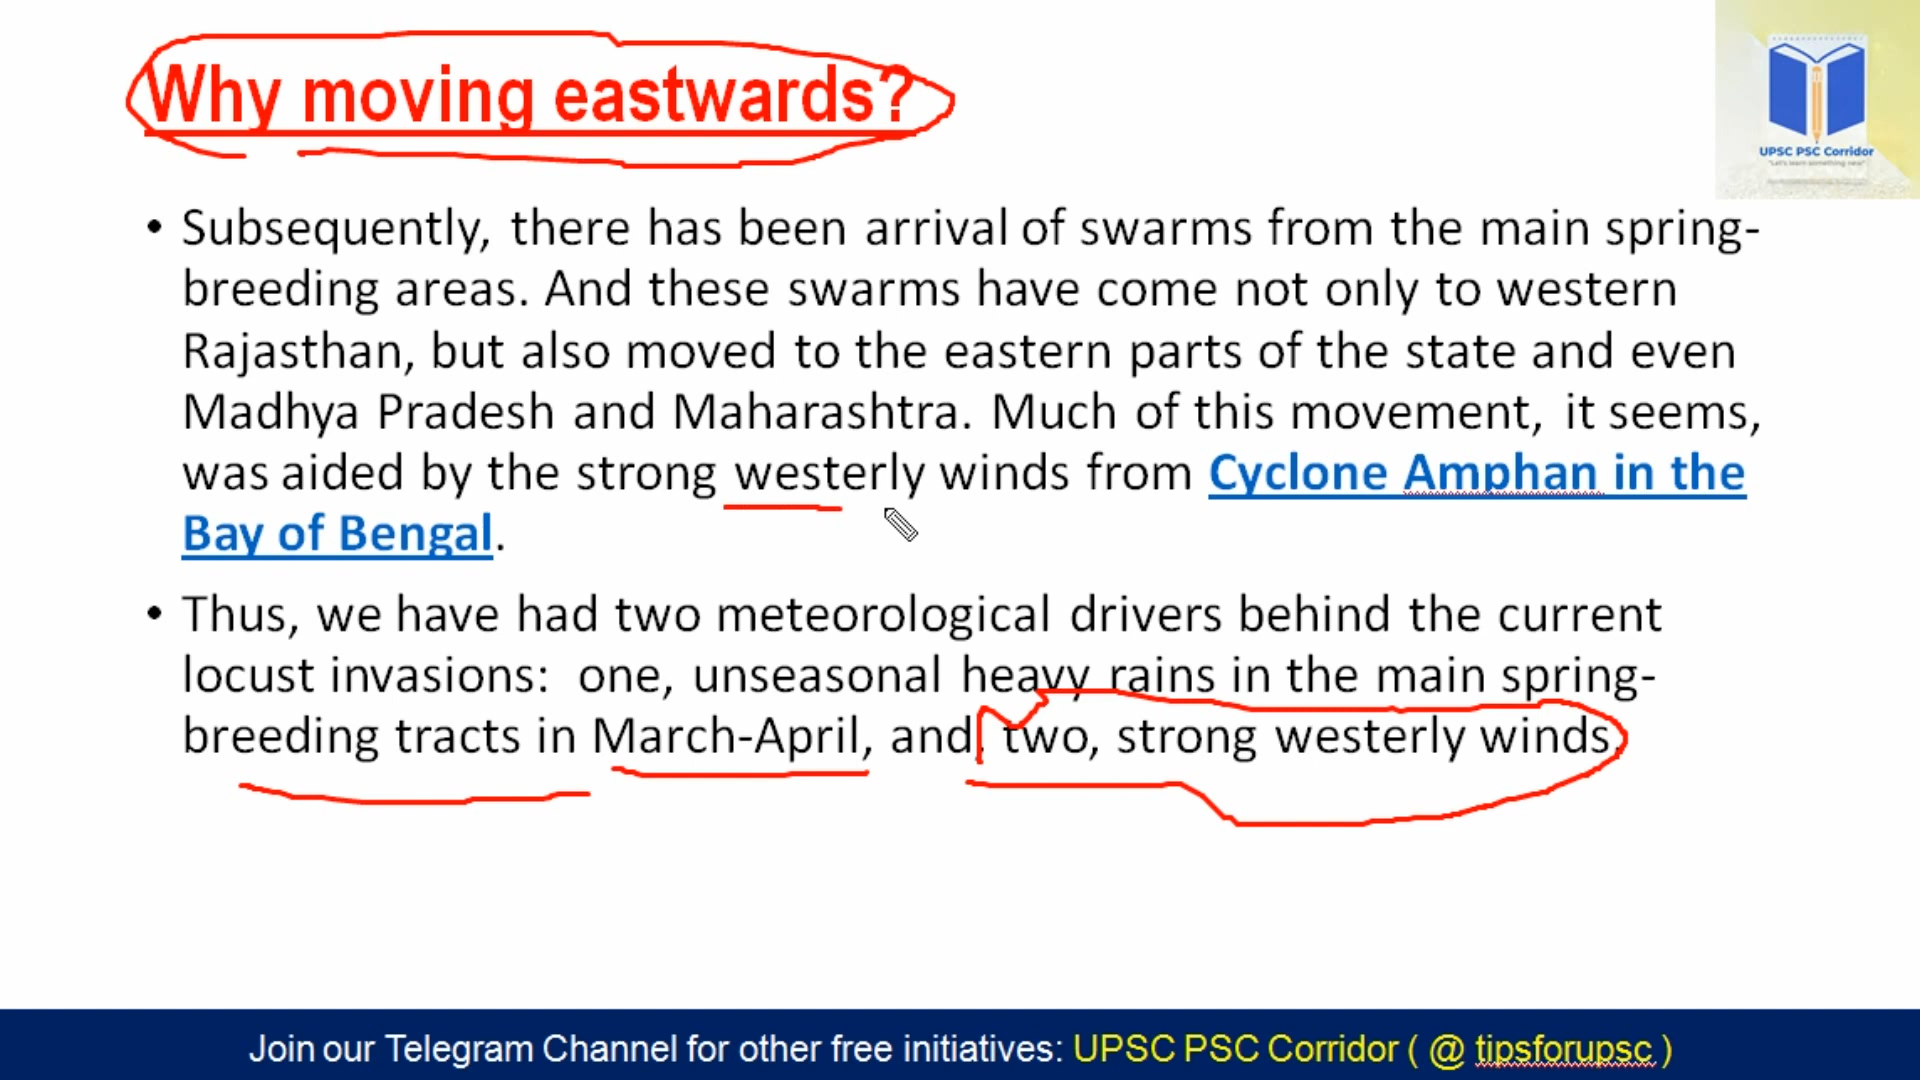 Why moving eastwards?
UPSC PSC Corridor
"Let's learn something new"
• Subsequently, there has been arrival of swarms from the main spring-
breeding areas. And these swarms have come not only to western
Rajasthan, but also moved to the eastern parts of the state and even
Madhya Pradesh and Maharashtra. Much of this movement, it seems,
was aided by the strong westerly winds from Cyclone Amphan in the
Bay of Bengal.
• Thus, we have had two meteorological drivers behind the current
locust invasions: one, unseasonal heavy rains in the main spring-
breeding tracts in March-April, and, two, strong westerly winds.
Join our Telegram Channel for other free initiatives: UPSC PSC Corridor ( @ tipsforupsc )